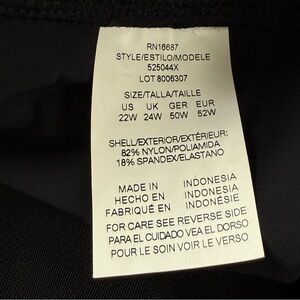 RN16687
STYLE/ESTILO/MODELE
525044X
LOT 8006307
SIZE/TALLA/TAILLE
US UK GER EUR
22W 24W 50W 52W
SHELL/EXTERIOR/EXTÉRIEUR:
82% NYLON/POLIAMIDA
18% SPANDEX/ELASTANO
MADE IN INDONESIA
HECHO EN INDONESIA
FABRIQUÉ EN INDONÉSIE
FOR CARE SEE REVERSE SIDE
PARA EL CUIDADO VEA EL DORSO
POUR LE SOIN VOIR LE VERSO